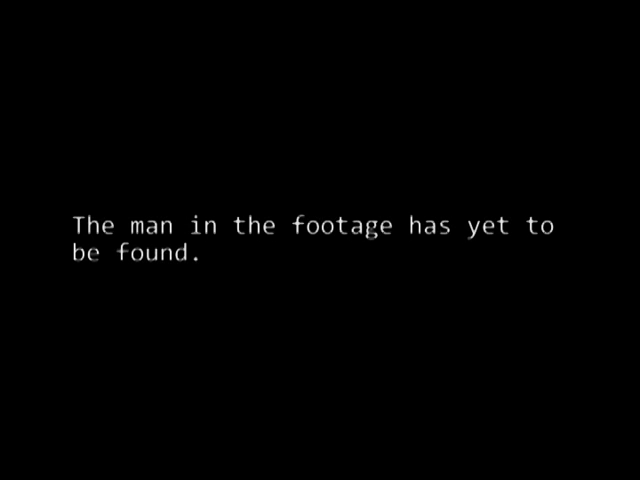 The man in the footage has yet to
be found.